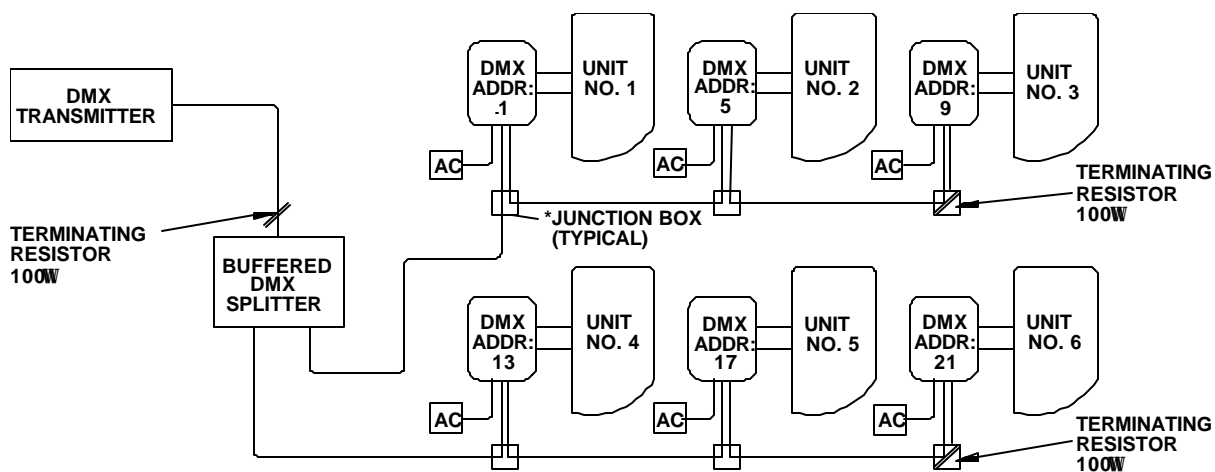 DMX
TRANSMITTER
TERMINATING
RESISTOR
100W
BUFFERED
DMX
SPLITTER
DMX
ADDR:
1
UNIT
NO. 1
AC
DMX
ADDR:
5
UNIT
NO. 2
AC
DMX
ADDR:
9
UNIT
NO. 3
AC
*JUNCTION BOX
(TYPICAL)
TERMINATING
RESISTOR
100W
DMX
ADDR:
13
UNIT
NO. 4
AC
DMX
ADDR:
17
UNIT
NO. 5
AC
DMX
ADDR:
21
UNIT
NO. 6
AC
TERMINATING
RESISTOR
100W